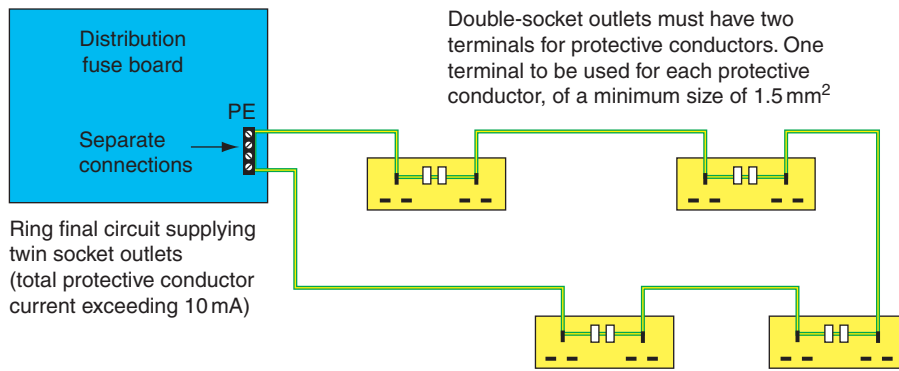 Distribution
fuse board
PE
Separate
connections
Double-socket outlets must have two
terminals for protective conductors. One
terminal to be used for each protective
conductor, of a minimum size of 1.5 mm²
Ring final circuit supplying
twin socket outlets
(total protective conductor
current exceeding 10 mA)